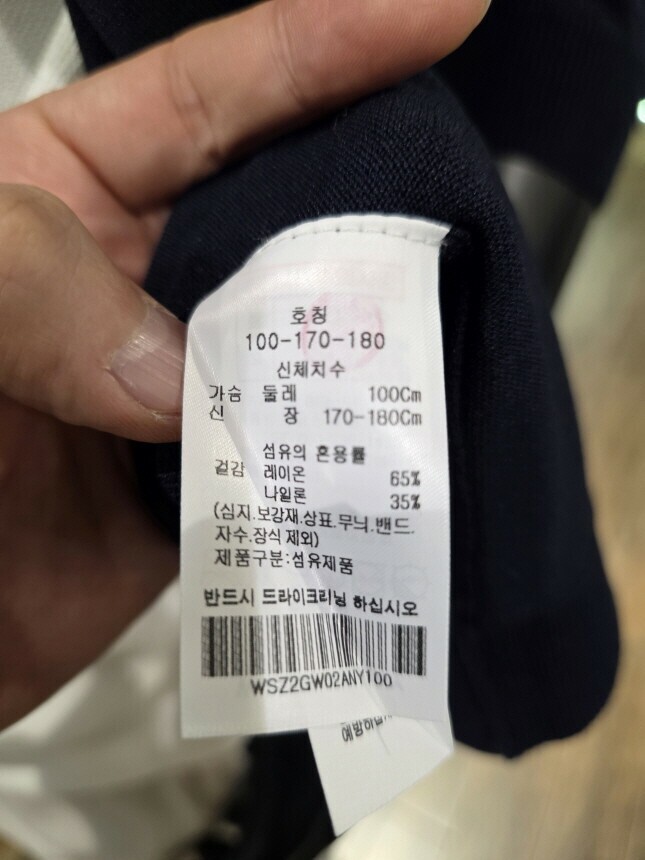 호칭
100-170-180
신체치수
가슴 둘레 100Cm
신 장 170-180Cm
섬유의 혼용률
겉감 레이온 65%
나일론 35%
(심지.보강재.상표.무늬.밴드.
자수.장식 제외)
제품구분:섬유제품
반드시 드라이크리닝 하십시오
WSZ2GW02ANY100